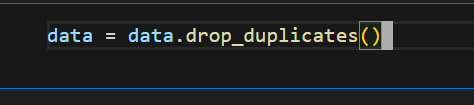 data = data.drop_duplicates()